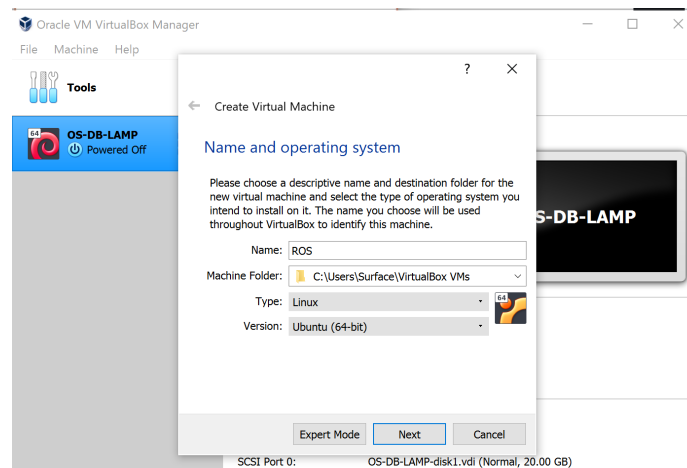 Oracle VM VirtualBox Manager
File Machine Help
Tools
64
OS-DB-LAMP
Powered Off
?
Create Virtual Machine
Name and operating system
Please choose a descriptive name and destination folder for the
new virtual machine and select the type of operating system you
intend to install on it. The name you choose will be used
throughout VirtualBox to identify this machine.
Name: ROS
Machine Folder: C:\Users\Surface\VirtualBox VMs
Type: Linux
64
Version: Ubuntu (64-bit)
Expert Mode Next Cancel
S-DB-LAMP
SCSI Port 0: OS-DB-LAMP-disk1.vdi (Normal, 20.00 GB)